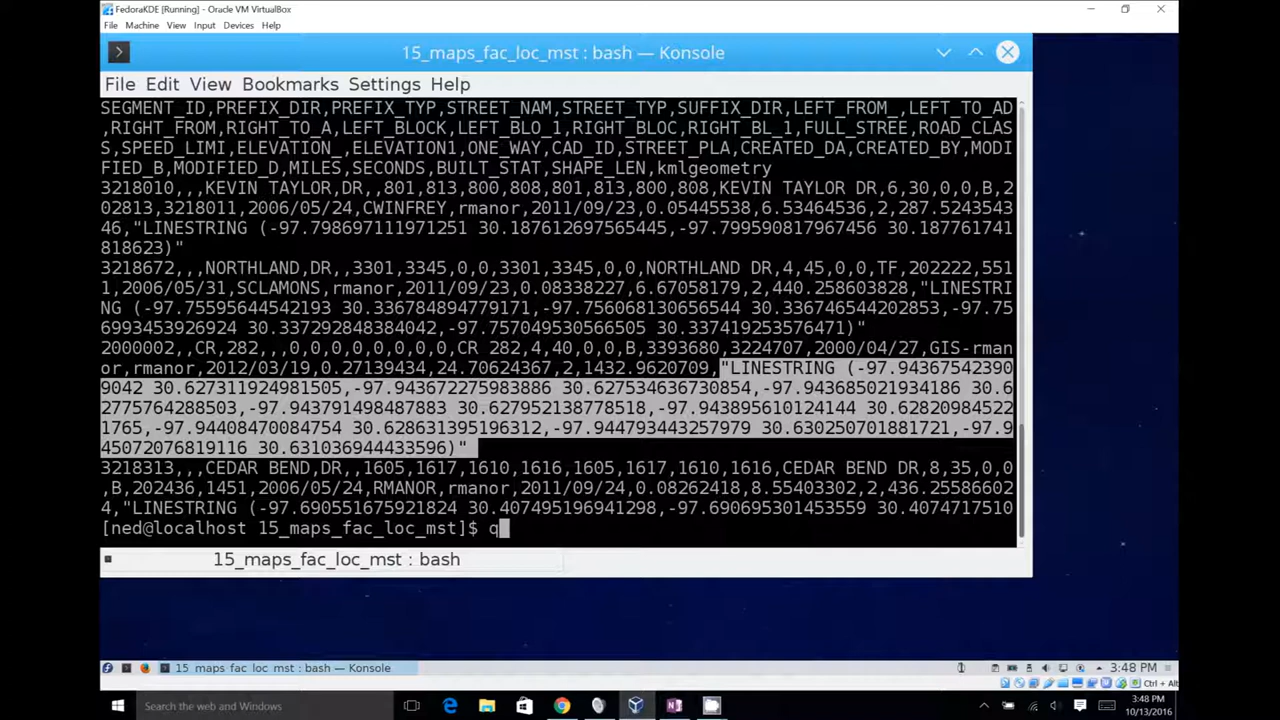 FedoraKDE [Running] - Oracle VM VirtualBox
File Machine View Input Devices Help
15_maps_fac_loc_mst : bash — Konsole
File Edit View Bookmarks Settings Help
SEGMENT_ID,PREFIX_DIR,PREFIX_TYP,STREET_NAM,STREET_TYP,SUFFIX_DIR,LEFT_FROM_,LEFT_TO_AD
,RIGHT_FROM,RIGHT_TO_A,LEFT_BLOCK,LEFT_BLO_1,RIGHT_BLOC,RIGHT_BL_1,FULL_STREE,ROAD_CLAS
S,SPEED_LIMI,ELEVATION_,ELEVATION1,ONE_WAY,CAD_ID,STREET_PLA,CREATED_DA,CREATED_BY,MODI
FIED_B,MODIFIED_D,MILES,SECONDS,BUILT_STAT,SHAPE_LEN,kmlgeometry
3218010,,,KEVIN TAYLOR,DR,,801,813,800,808,801,813,800,808,KEVIN TAYLOR DR,6,30,0,0,B,2
02813,3218011,2006/05/24,CWINFREY,rmanor,2011/09/23,0.05445538,6.53464536,2,287.5243543
46,"LINESTRING (-97.798697111971251 30.187612697565445,-97.799590817967456 30.187761741
818623)"
3218672,,,NORTHLAND,DR,,3301,3345,0,0,3301,3345,0,0,NORTHLAND DR,4,45,0,0,TF,202222,551
1,2006/05/31,SCLAMONS,rmanor,2011/09/23,0.08338227,6.67058179,2,440.258603828,"LINESTRI
NG (-97.75595644542193 30.336784894779171,-97.756068130656544 30.336746544202853,-97.75
6993453926924 30.337292848384042,-97.757049530566505 30.337419253576471)"
2000002,,CR,282,,,0,0,0,0,0,0,0,0,CR 282,4,40,0,0,B,3393680,3224707,2000/04/27,GIS-rman
or,rmanor,2012/03/19,0.27139434,24.70624367,2,1432.9620709,"LINESTRING (-97.94367542390
9042 30.627311924981505,-97.943672275983886 30.627534636730854,-97.943685021934186 30.6
2775764288503,-97.943791498487883 30.627952138778518,-97.943895610124144 30.62820984522
1765,-97.94408470084754 30.628631395196312,-97.944793443257979 30.630250701881721,-97.9
45072076819116 30.631036944433596)"
3218313,,,CEDAR BEND,DR,,1605,1617,1610,1616,1605,1617,1610,1616,CEDAR BEND DR,8,35,0,0
,B,202436,1451,2006/05/24,RMANOR,rmanor,2011/09/24,0.08262418,8.55403302,2,436.25586602
4,"LINESTRING (-97.690551675921824 30.407495196941298,-97.690695301453559 30.4074717510
[ned@localhost 15_maps_fac_loc_mst]$ q
15_maps_fac_loc_mst : bash
15_maps_fac_loc_mst : bash — Konsole
3:48 PM
Ctrl + Alt
Search the web and Windows
3:48 PM
10/13/2016